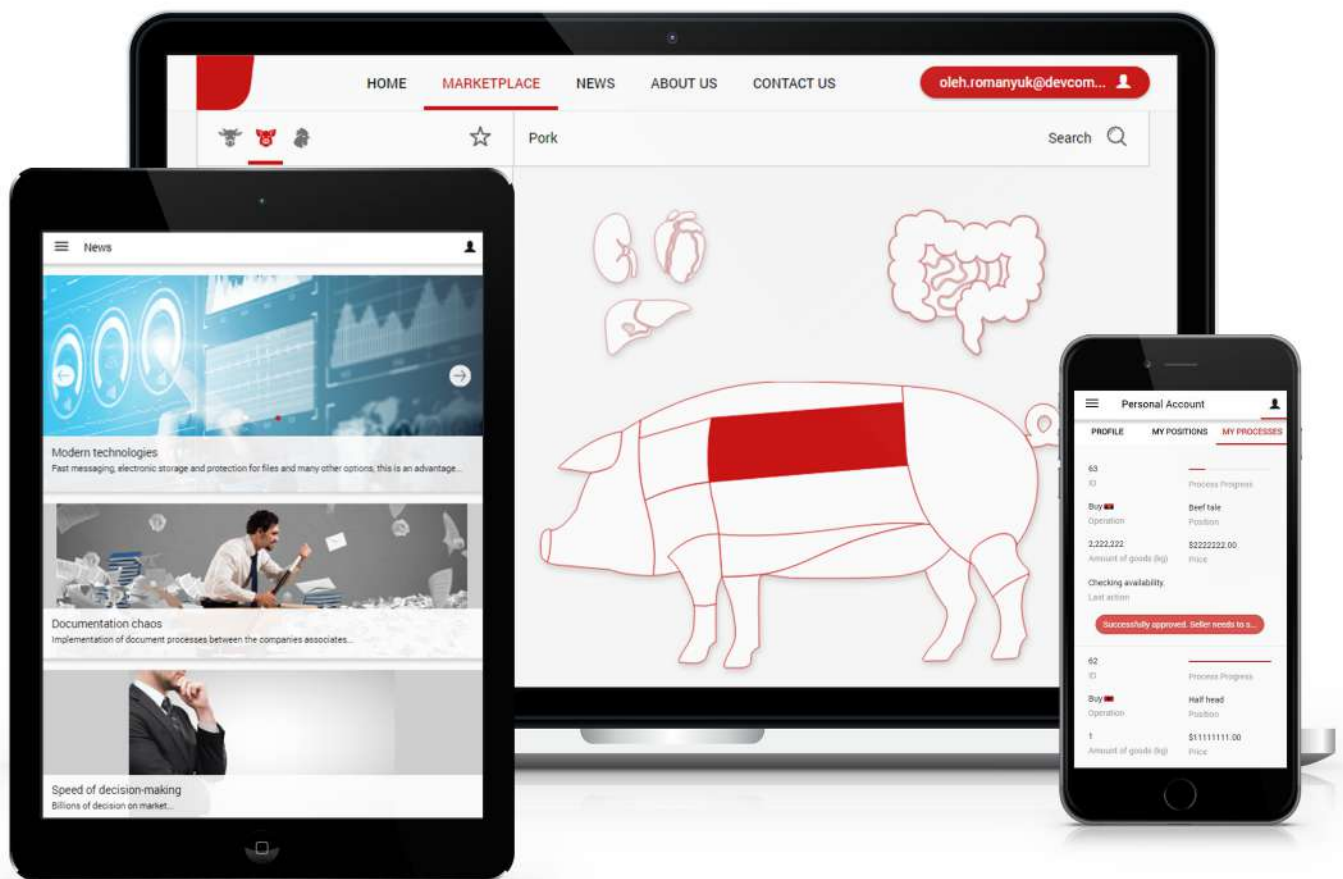 HOME MARKETPLACE NEWS ABOUT US CONTACT US oleh.romanyuk@devcom...
Pork Search
News
Modern technologies
Fast messaging, electronic storage and protection for files and many other options, this is an advantage...
Documentation chaos
Implementation of document processes between the companies associates...
Speed of decision-making
Billions of decision on market...
Personal Account
PROFILE MY POSITIONS MY PROCESSES
63
ID Process Progress
Buy Beef tale
Operation Position
2,222,222 $2222222.00
Amount of goods (kg) Price
Checking availability.
Last action
Successfully approved. Seller needs to s...
62
ID Process Progress
Buy Half head
Operation Position
1 $11111111.00
Amount of goods (kg) Price